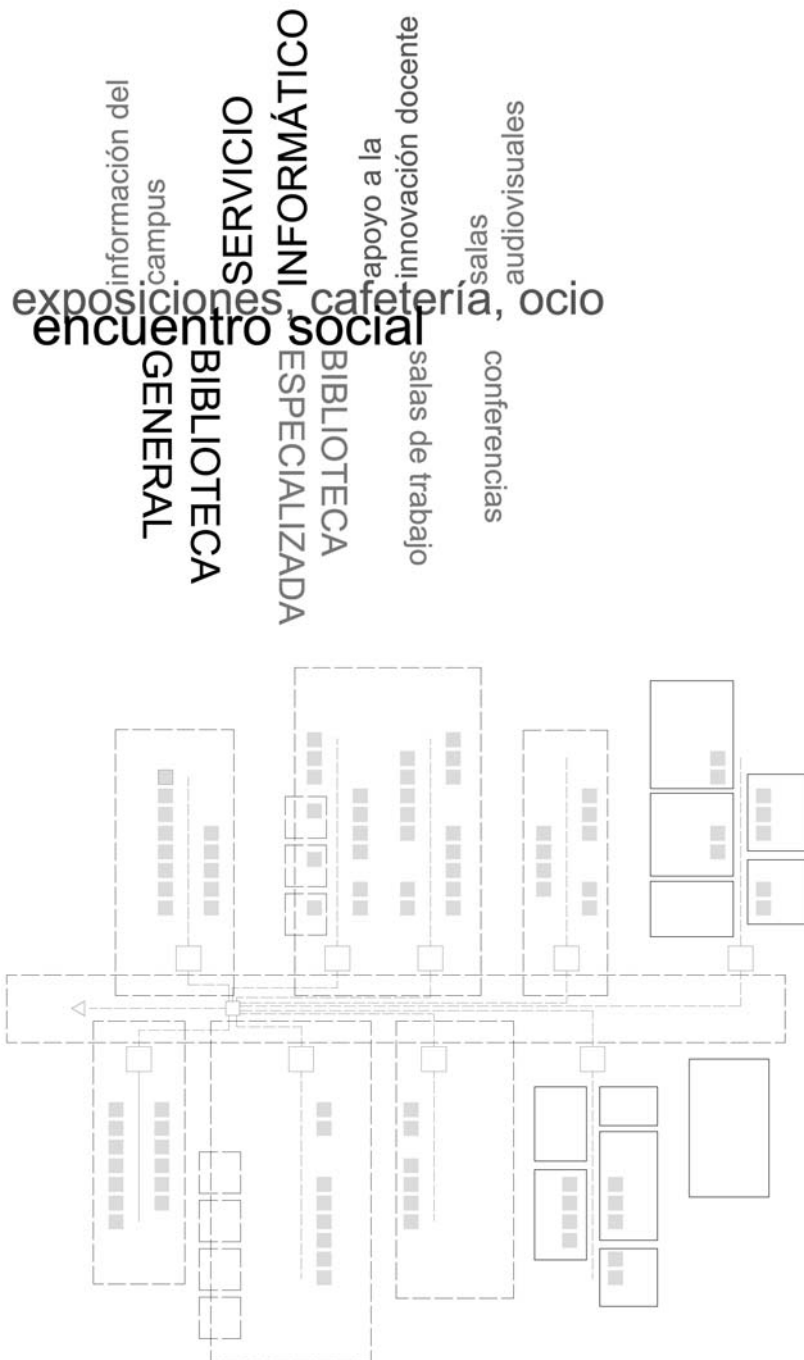 información del
campus
SERVICIO
INFORMÁTICO
apoyo a la
innovación docente
salas
audiovisuales
exposiciones, cafetería, ocio
encuentro social
GENERAL
BIBLIOTECA
ESPECIALIZADA
BIBLIOTECA
salas de trabajo
conferencias